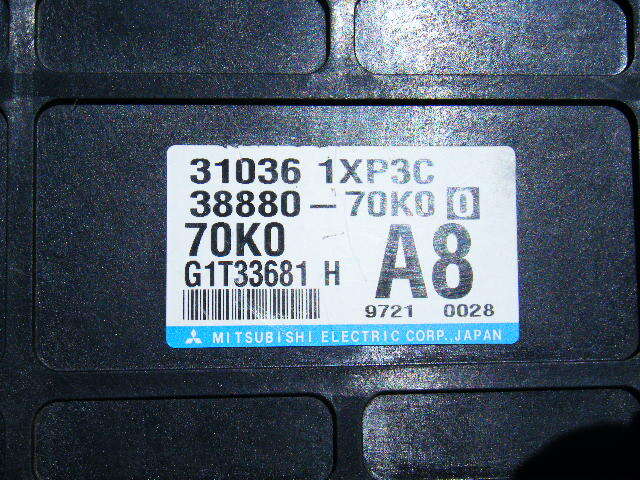 31036 1XP3C
38880-70K0 0
70K0
G1T33681 H
A8
9721 0028
MITSUBISHI ELECTRIC CORP., JAPAN